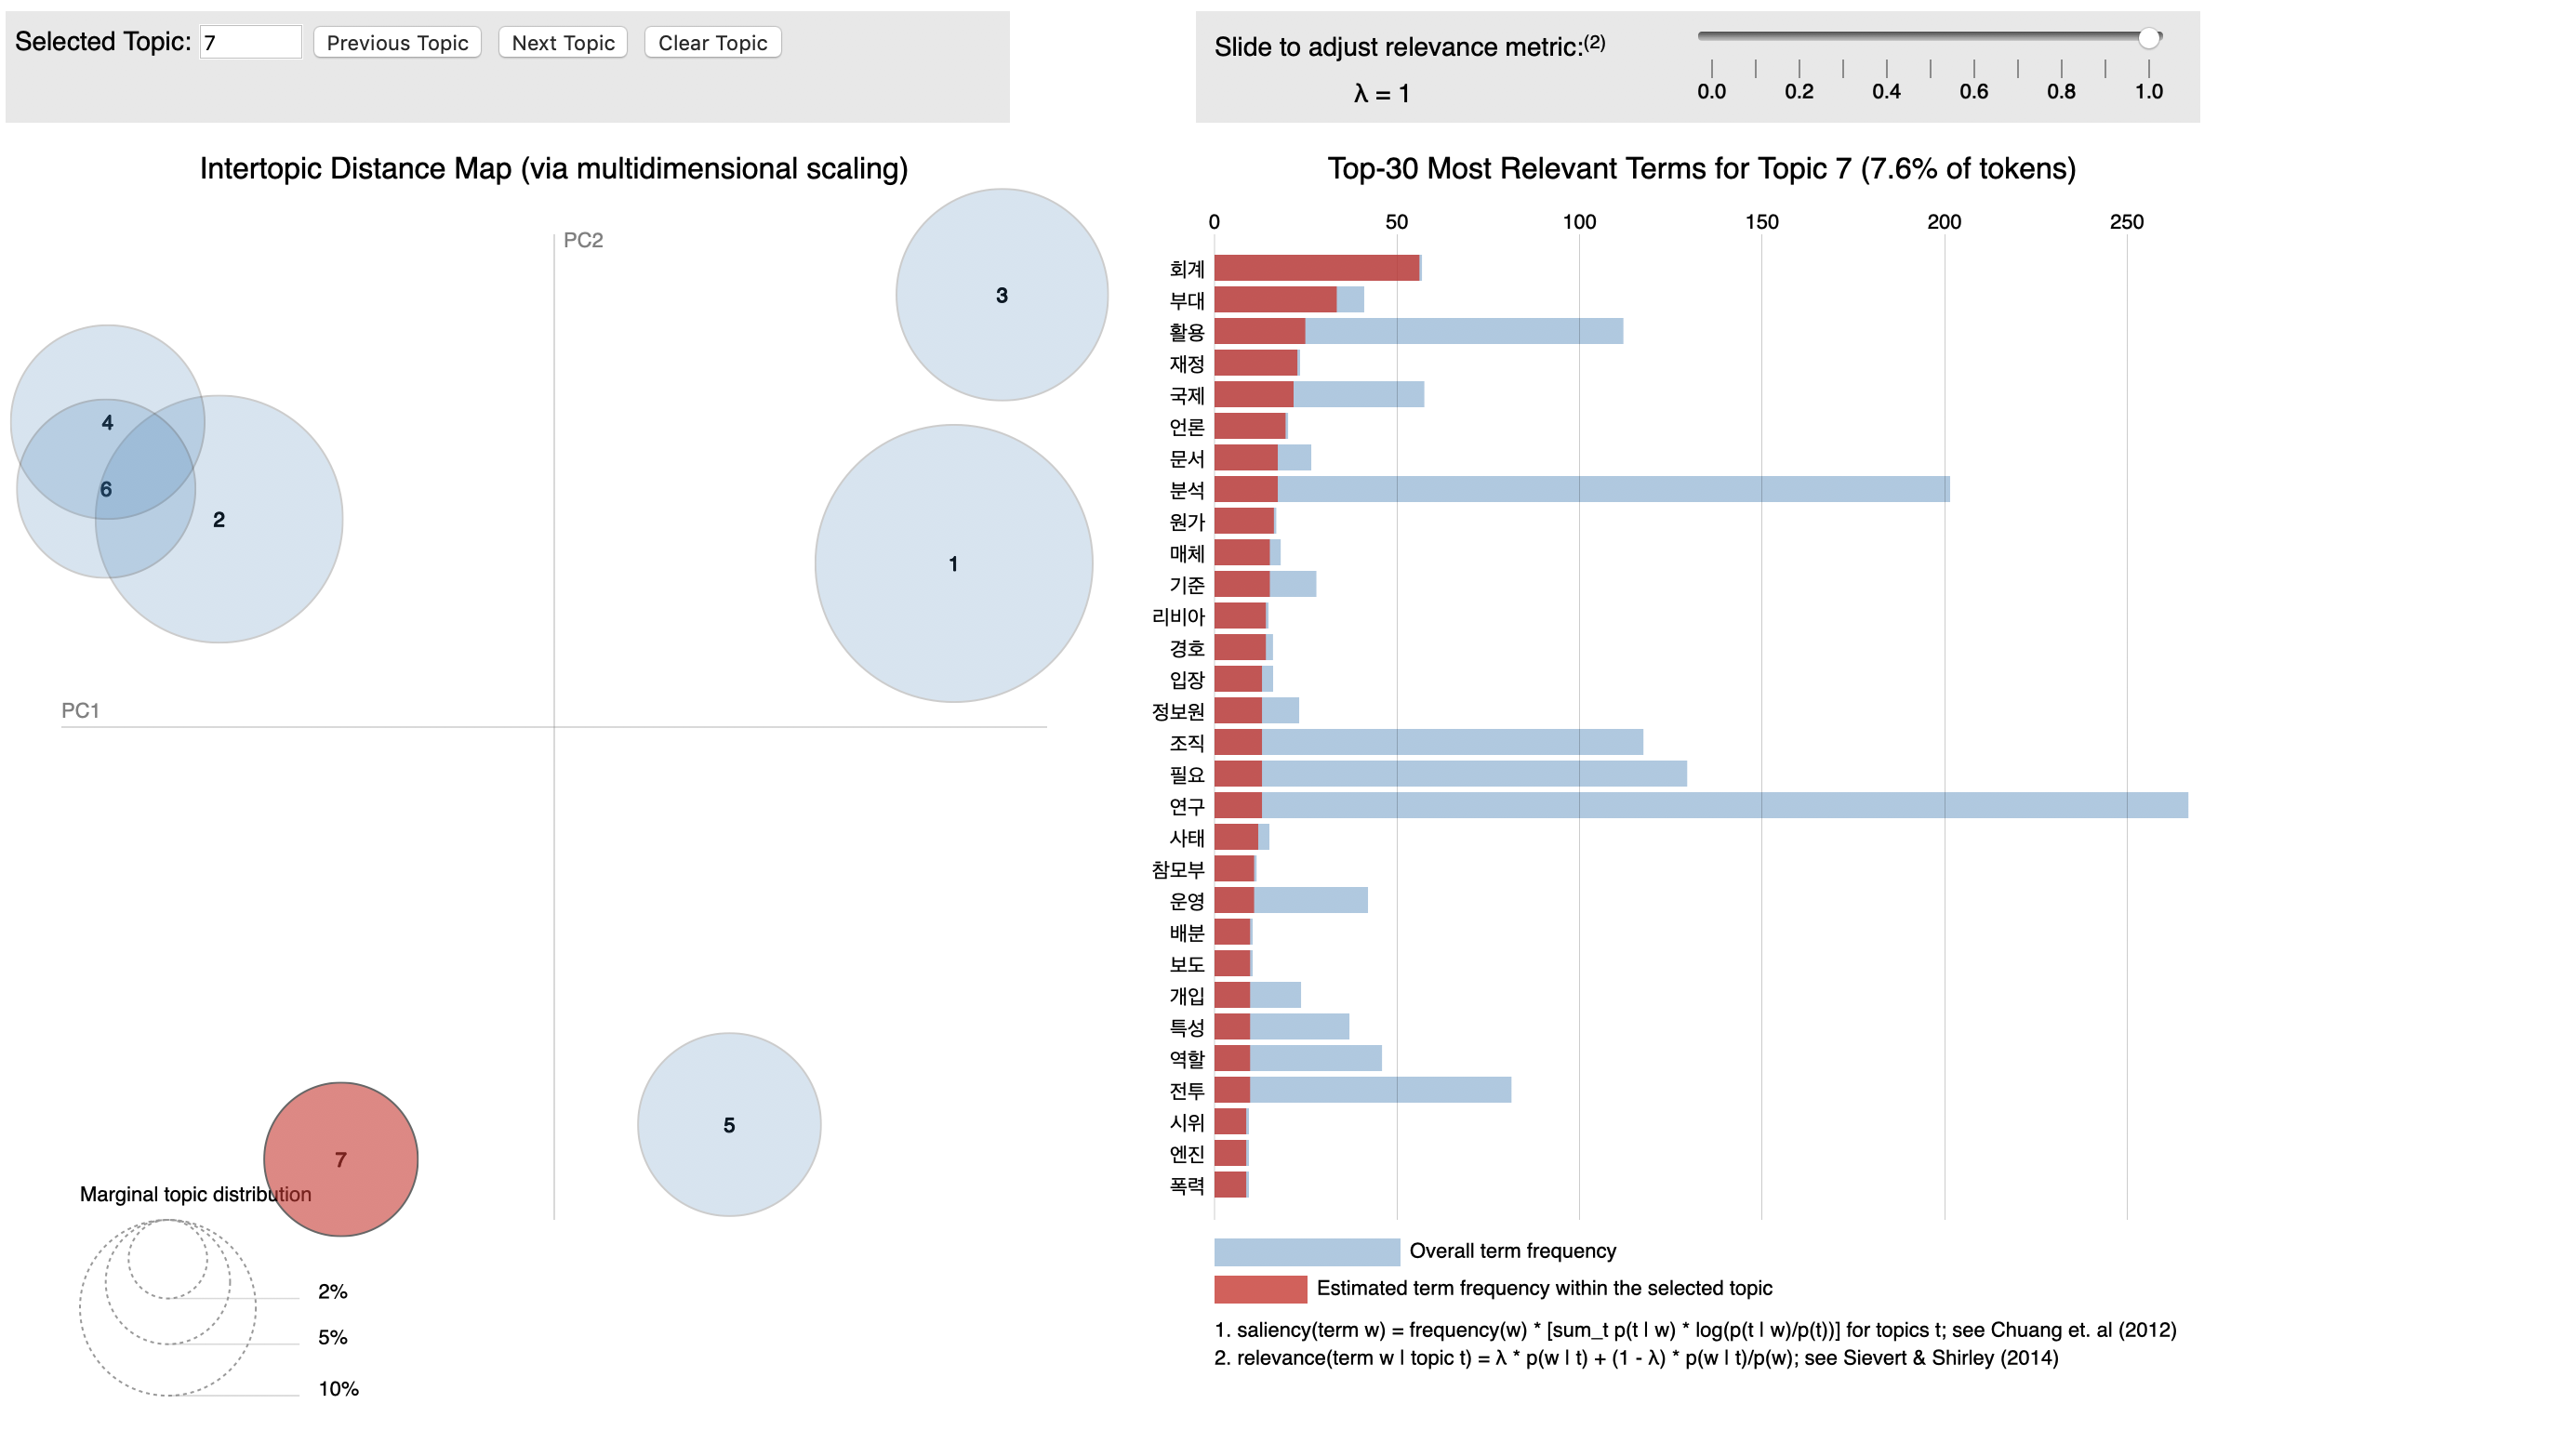 Selected Topic: 7 Previous Topic Next Topic Clear Topic
Slide to adjust relevance metric:(2)
λ = 1
0.0 0.2 0.4 0.6 0.8 1.0
Intertopic Distance Map (via multidimensional scaling)
PC2
PC1
3
4
6
2
1
5
7
Marginal topic distribution
2%
5%
10%
Top-30 Most Relevant Terms for Topic 7 (7.6% of tokens)
0 50 100 150 200 250
회계
부대
활용
재정
국제
언론
문서
분석
원가
매체
기준
리비아
경호
입장
정보원
조직
필요
연구
사태
참모부
운영
배분
보도
개입
특성
역할
전투
시위
엔진
폭력
Overall term frequency
Estimated term frequency within the selected topic
1. saliency(term w) = frequency(w) * [sum_t p(t | w) * log(p(t | w)/p(t))] for topics t; see Chuang et. al (2012)
2. relevance(term w | topic t) = λ * p(w | t) + (1 - λ) * p(w | t)/p(w); see Sievert & Shirley (2014)